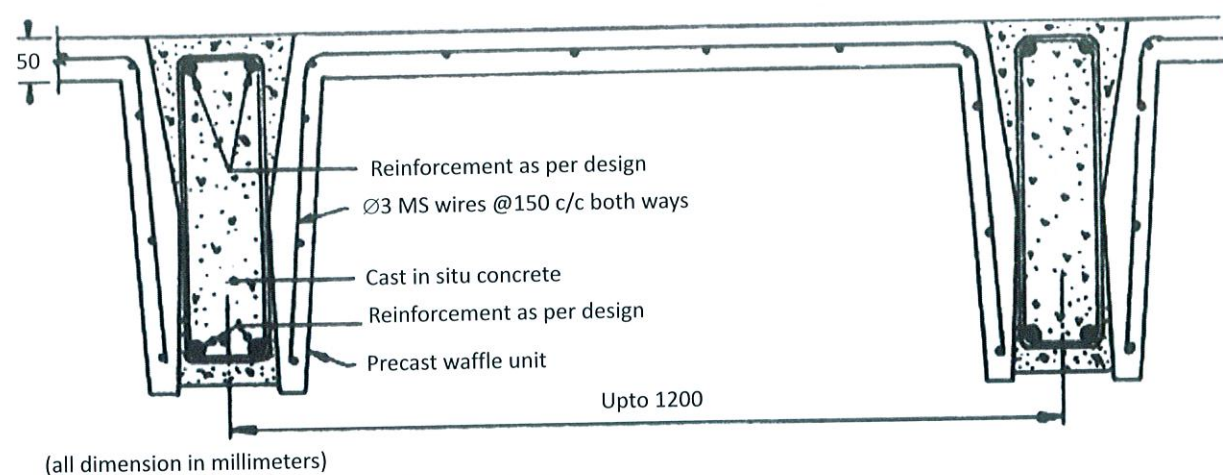 50
Reinforcement as per design
Ø3 MS wires @150 c/c both ways
Cast in situ concrete
Reinforcement as per design
Precast waffle unit
Upto 1200
(all dimension in millimeters)